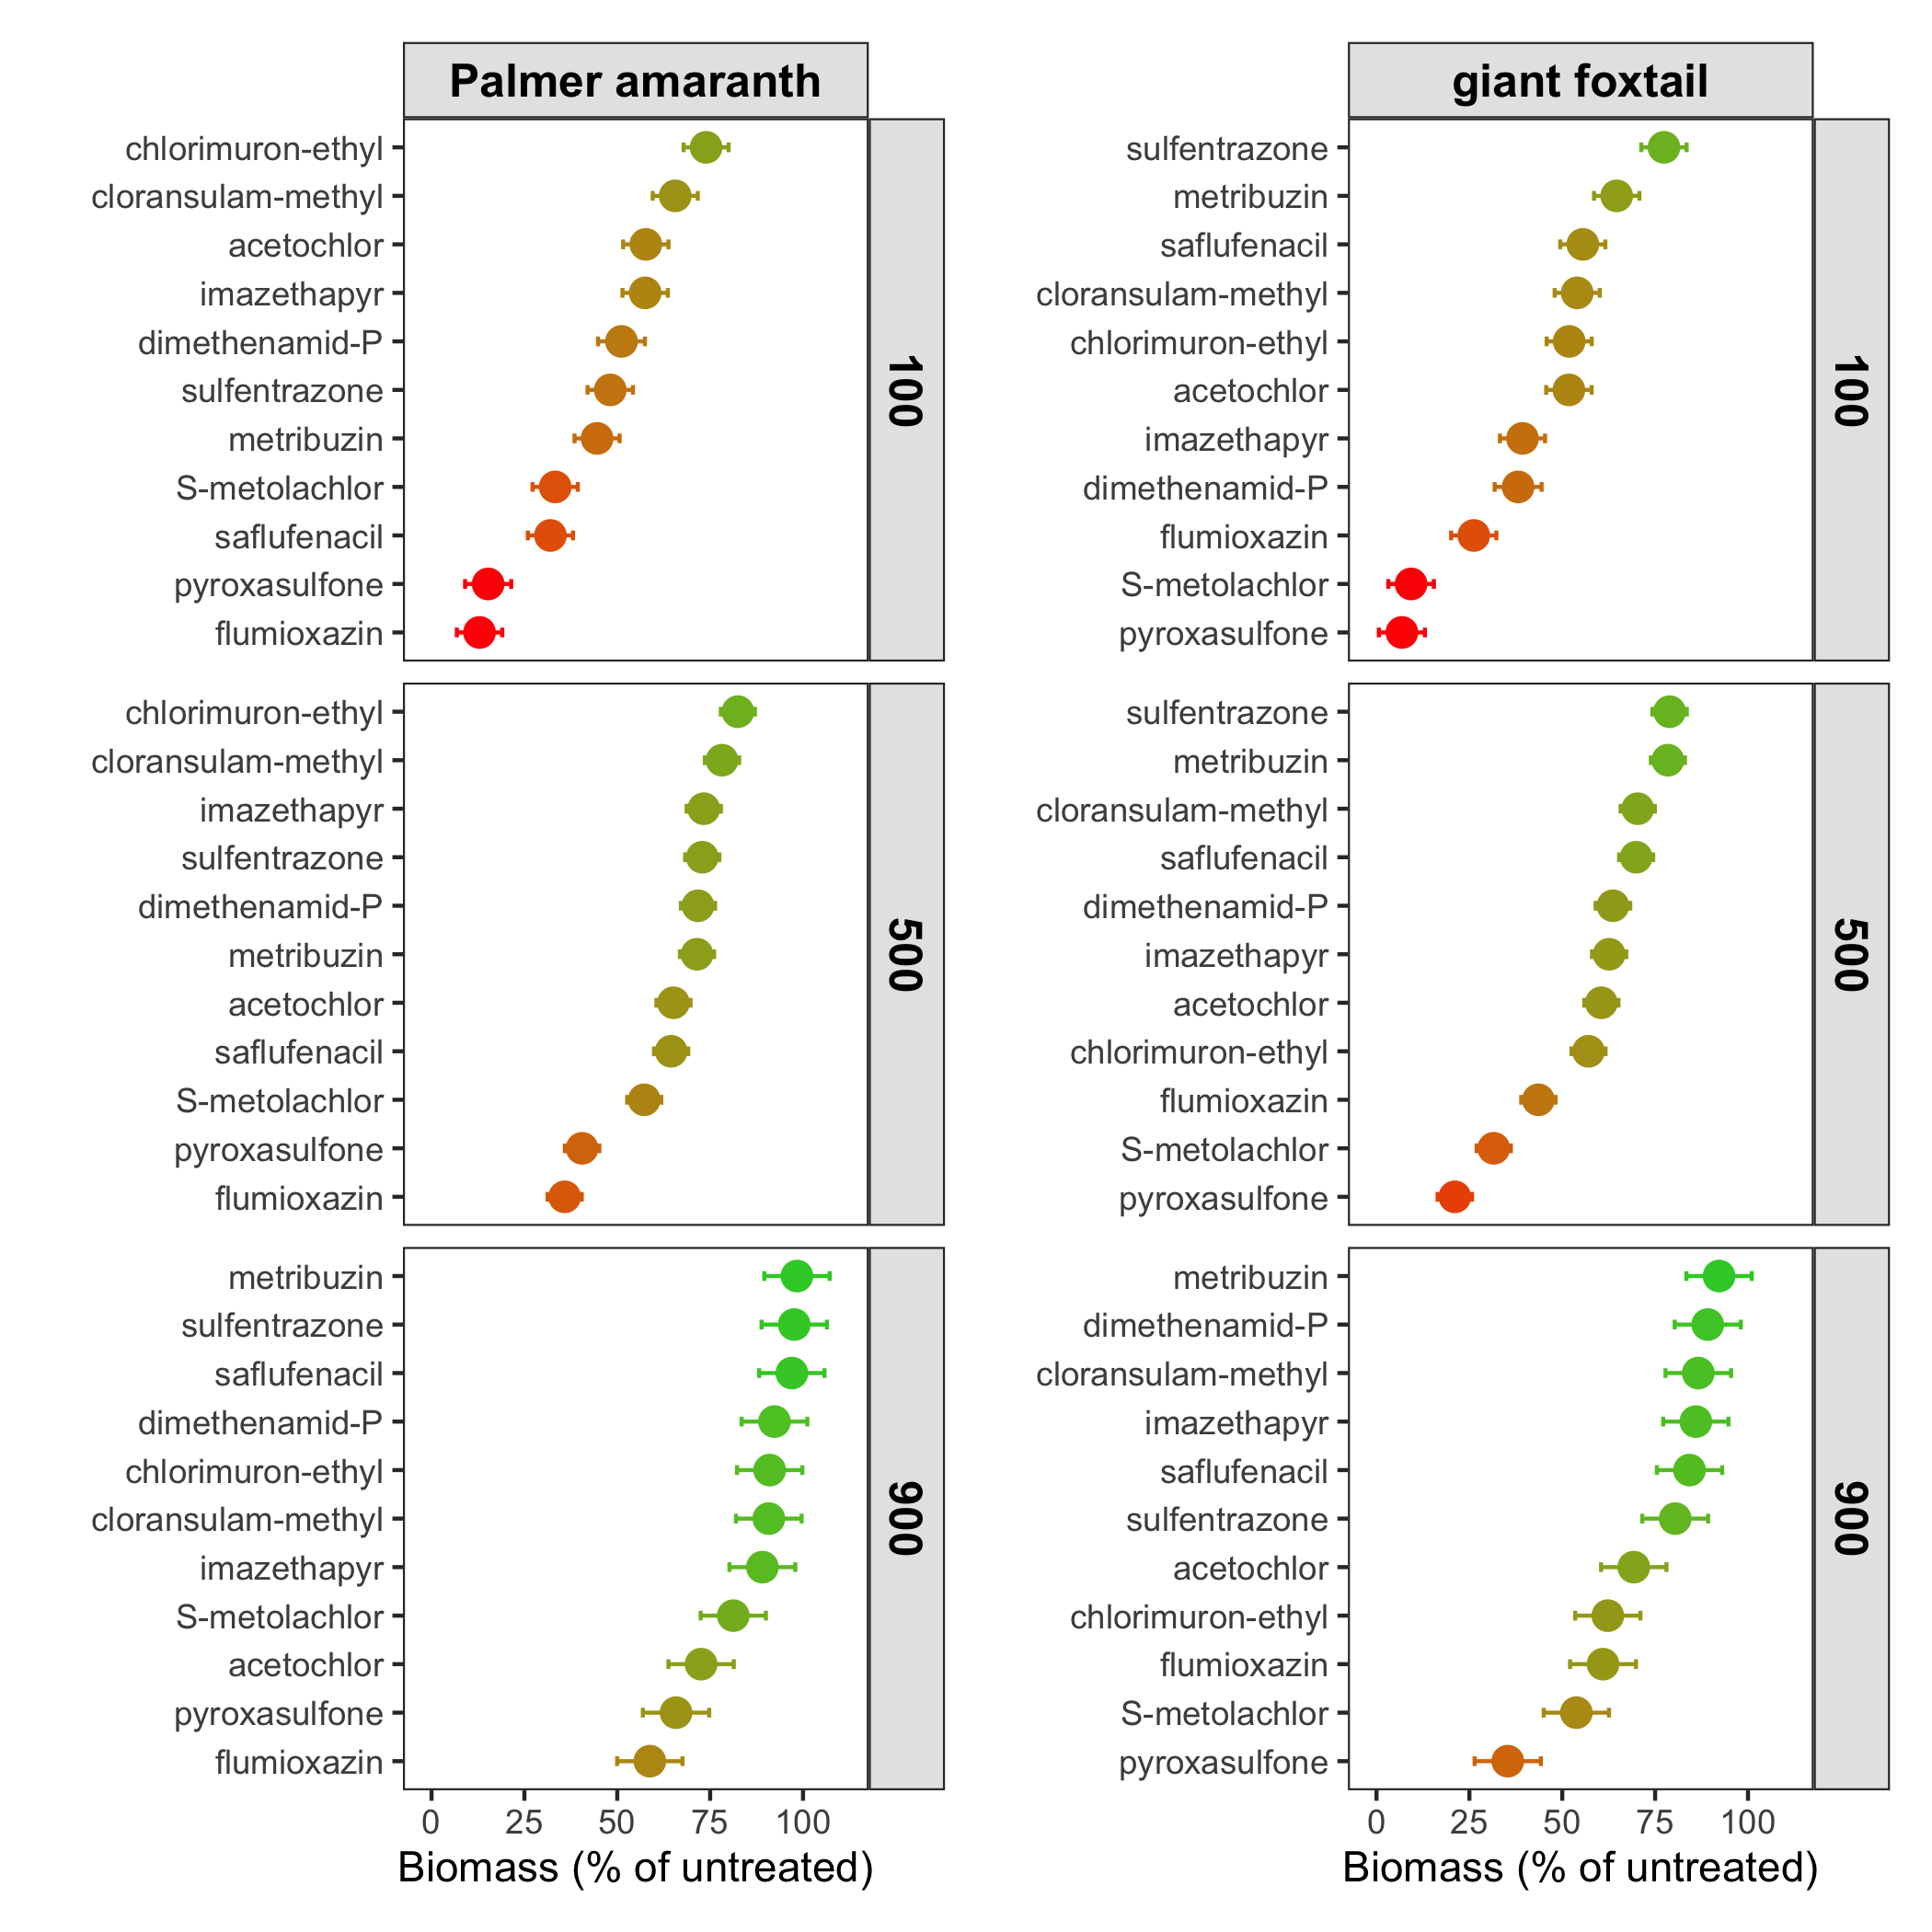 Palmer amaranth
chlorimuron-ethyl
cloransulam-methyl
acetochlor
imazethapyr
dimethenamid-P
sulfentrazone
metribuzin
S-metolachlor
saflufenacil
pyroxasulfone
flumioxazin
100
chlorimuron-ethyl
cloransulam-methyl
imazethapyr
sulfentrazone
dimethenamid-P
metribuzin
acetochlor
saflufenacil
S-metolachlor
pyroxasulfone
flumioxazin
500
metribuzin
sulfentrazone
saflufenacil
dimethenamid-P
chlorimuron-ethyl
cloransulam-methyl
imazethapyr
S-metolachlor
acetochlor
pyroxasulfone
flumioxazin
900
0 25 50 75 100
Biomass (% of untreated)
giant foxtail
sulfentrazone
metribuzin
saflufenacil
cloransulam-methyl
chlorimuron-ethyl
acetochlor
imazethapyr
dimethenamid-P
flumioxazin
S-metolachlor
pyroxasulfone
100
sulfentrazone
metribuzin
cloransulam-methyl
saflufenacil
dimethenamid-P
imazethapyr
acetochlor
chlorimuron-ethyl
flumioxazin
S-metolachlor
pyroxasulfone
500
metribuzin
dimethenamid-P
cloransulam-methyl
imazethapyr
saflufenacil
sulfentrazone
acetochlor
chlorimuron-ethyl
flumioxazin
S-metolachlor
pyroxasulfone
900
0 25 50 75 100
Biomass (% of untreated)